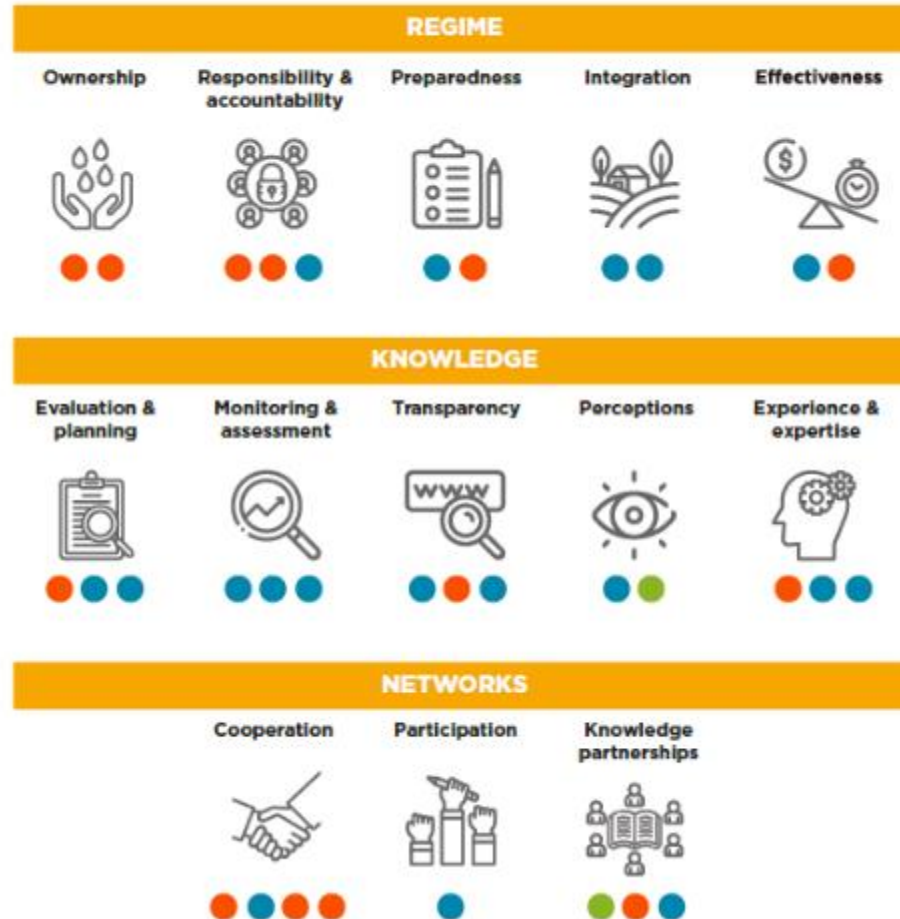 REGIME
Ownership
Responsibility &
accountability
Preparedness
Integration
Effectiveness
$
KNOWLEDGE
Evaluation &
planning
Monitoring &
assessment
Transparency
Perceptions
Experience &
expertise
www
NETWORKS
Cooperation
Participation
Knowledge
partnerships